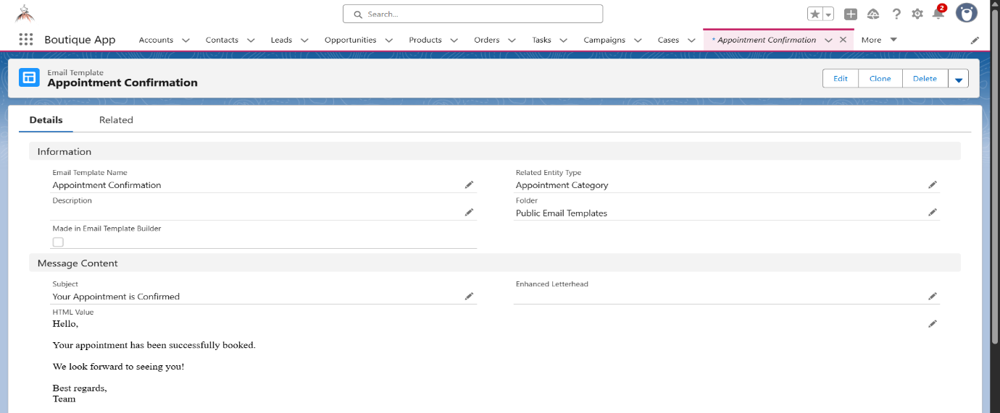 Search...
2
Boutique App
Accounts
Contacts
Leads
Opportunities
Products
Orders
Tasks
Campaigns
Cases
* Appointment Confirmation
More
Email Template
Appointment Confirmation
Edit
Clone
Delete
Details
Related
Information
Email Template Name
Appointment Confirmation
Related Entity Type
Appointment Category
Description
Folder
Public Email Templates
Made in Email Template Builder
Message Content
Subject
Your Appointment is Confirmed
Enhanced Letterhead
HTML Value
Hello,
Your appointment has been successfully booked.
We look forward to seeing you!
Best regards,
Team